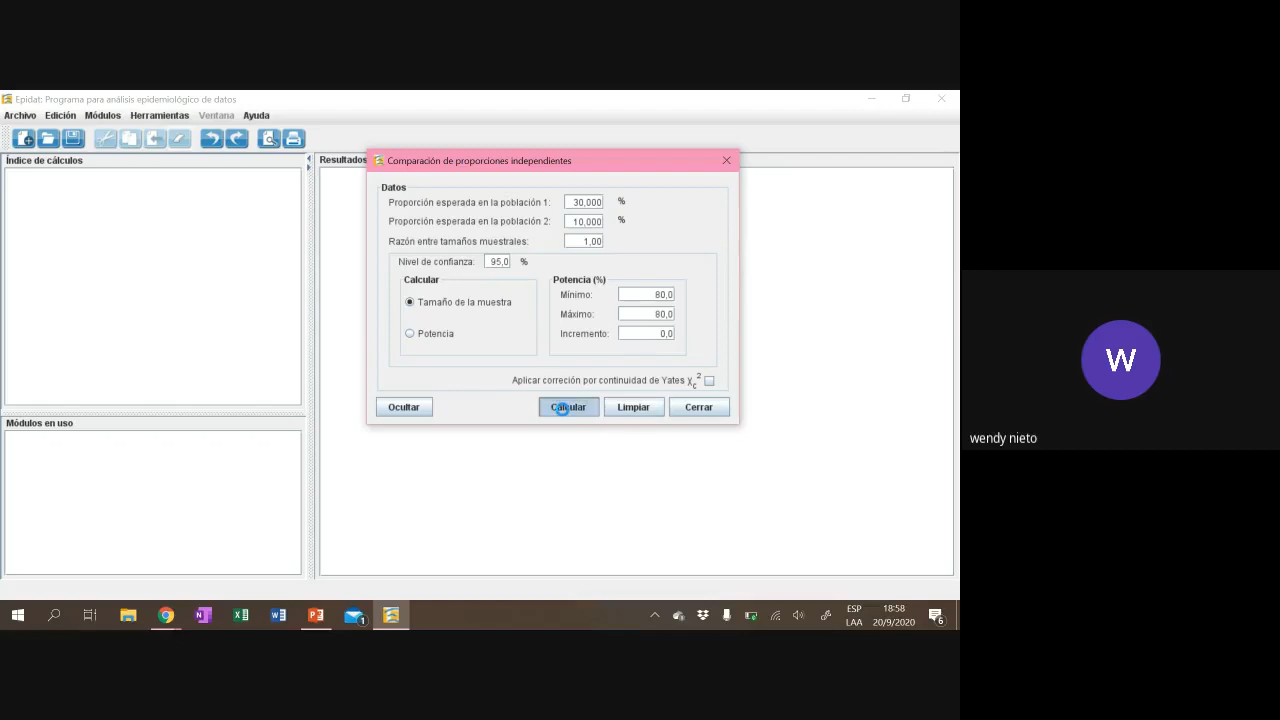 Epidat: Programa para análisis epidemiológico de datos
Archivo Edición Módulos Herramientas Ventana Ayuda
Índice de cálculos
Resultados
Comparación de proporciones independientes
Datos
Proporción esperada en la población 1: 30,000 %
Proporción esperada en la población 2: 10,000 %
Razón entre tamaños muestrales: 1,00
Nivel de confianza: 95,0 %
Calcular
Tamaño de la muestra
Potencia
Potencia (%)
Mínimo: 80,0
Máximo: 80,0
Incremento: 0,0
Aplicar correción por continuidad de Yates χc2
Ocultar Calcular Limpiar Cerrar
Módulos en uso
W
wendy nieto
ESP
LAA
18:58
20/9/2020
6
1